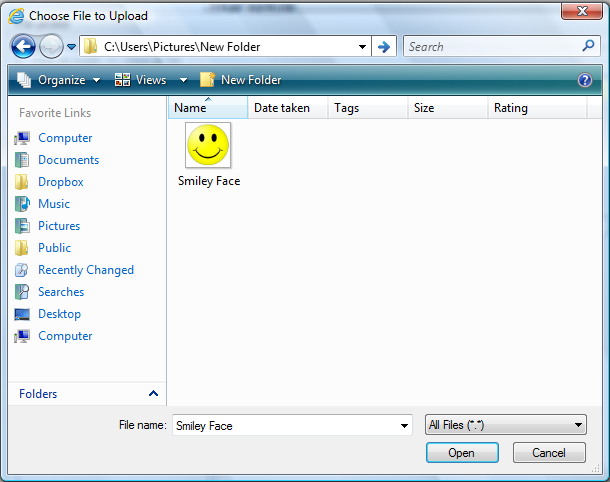 Choose File to Upload
C:\Users\Pictures\New Folder
Search
Organize Views New Folder
Favorite Links
Computer
Documents
Dropbox
Music
Pictures
Public
Recently Changed
Searches
Desktop
Computer
Folders
Name Date taken Tags Size Rating
Smiley Face
File name: Smiley Face All Files (*.*)
Open Cancel